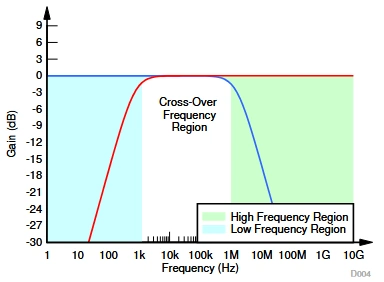 9
6
3
0
-3
-6
-9
-12
-15
-18
-21
-24
-27
-30
Gain (dB)
Cross-Over
Frequency
Region
High Frequency Region
Low Frequency Region
1 10 100 1k 10k 100k 1M 10M 100M 1G 10G
Frequency (Hz)
D004